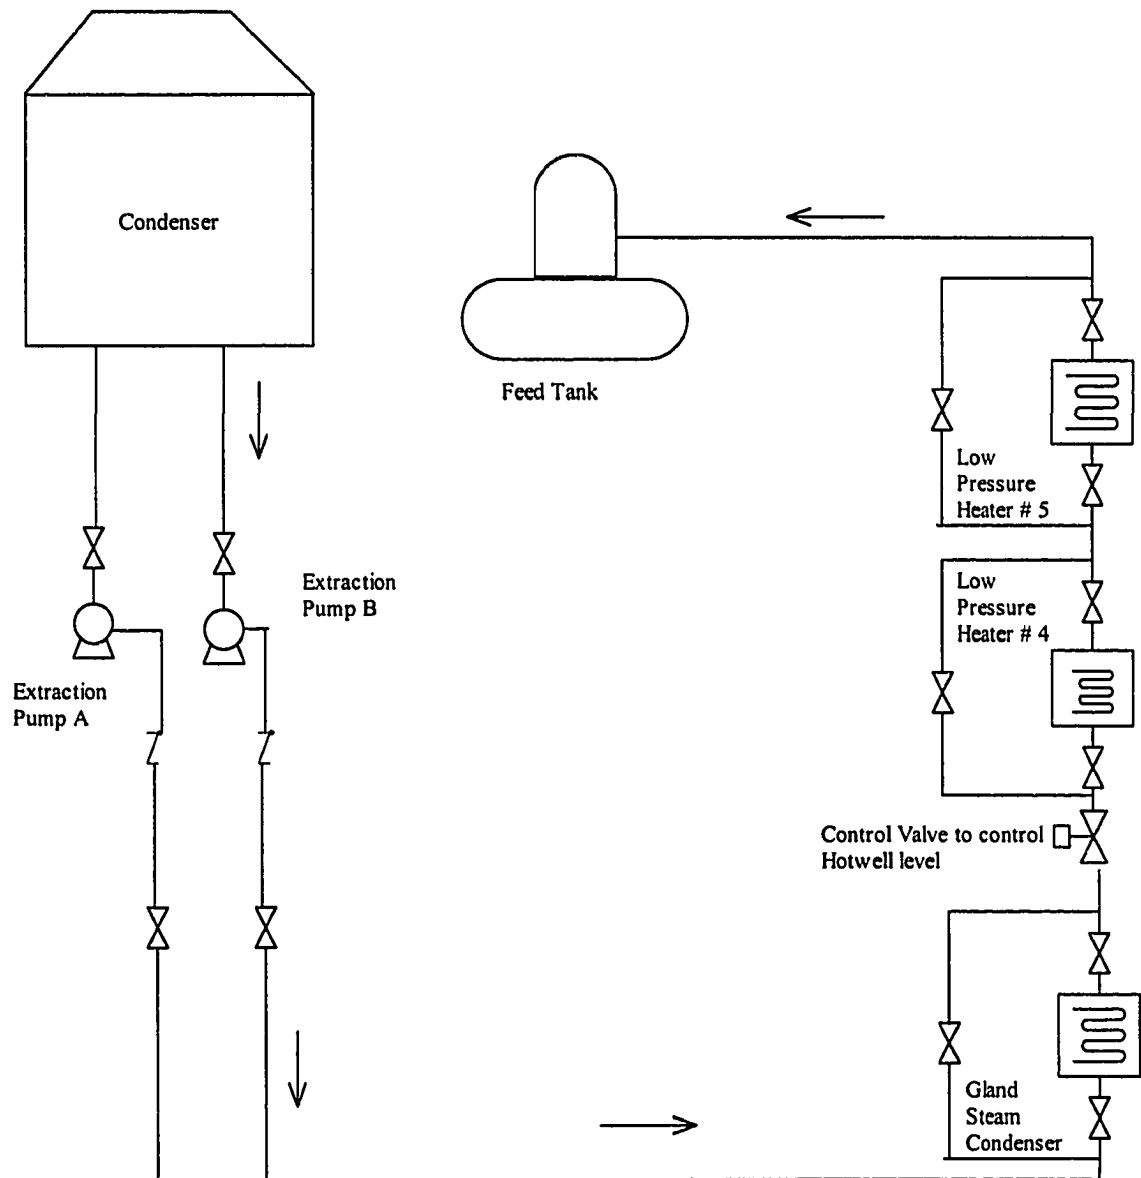 Condenser
Feed Tank
Low
Pressure
Heater # 5
Low
Pressure
Heater # 4
Extraction
Pump B
Extraction
Pump A
Control Valve to control
Hotwell level
Gland
Steam
Condenser